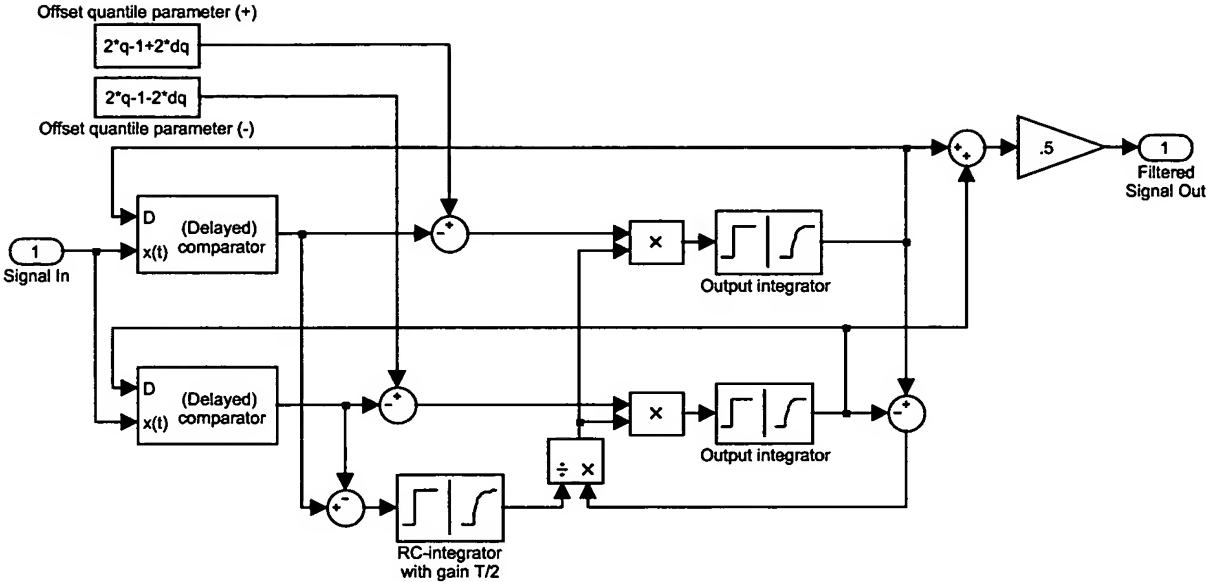 Offset quantile parameter (+)
2*q-1+2*dq
2*q-1-2*dq
Offset quantile parameter (-)
1
Signal In
D
x(t)
(Delayed)
comparator
-
+
×
Output integrator
+
+
.5
1
Filtered
Signal Out
D
x(t)
(Delayed)
comparator
-
+
×
Output integrator
-
+
÷ ×
+
-
RC-integrator
with gain T/2